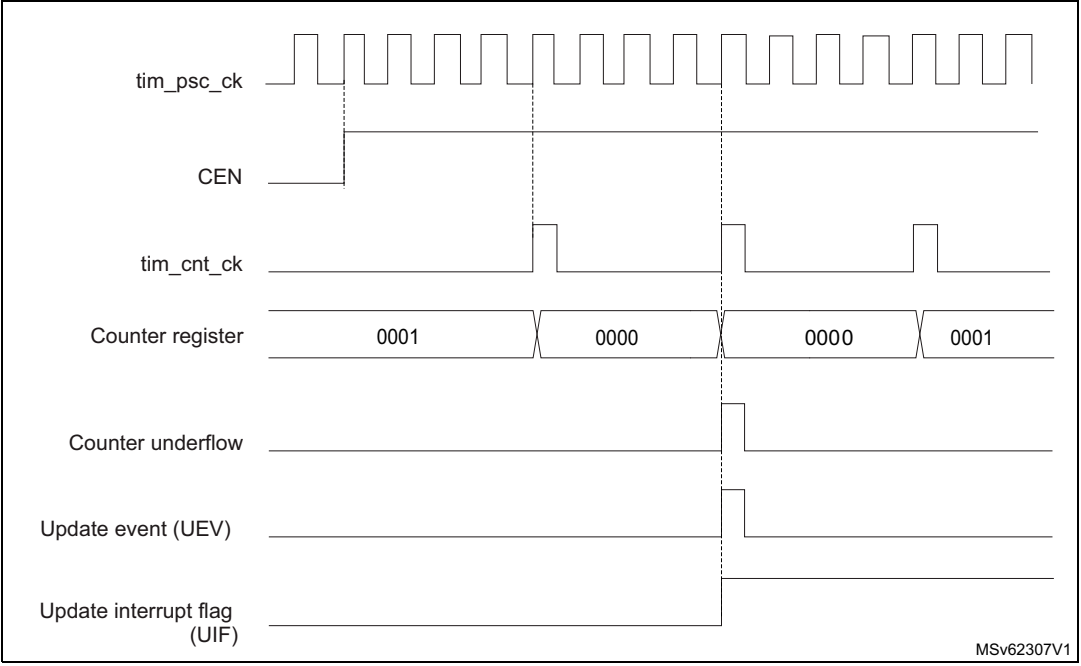 tim_psc_ck
CEN
tim_cnt_ck
Counter register
0001
0000
0000
0001
Counter underflow
Update event (UEV)
Update interrupt flag
(UIF)
MSv62307V1